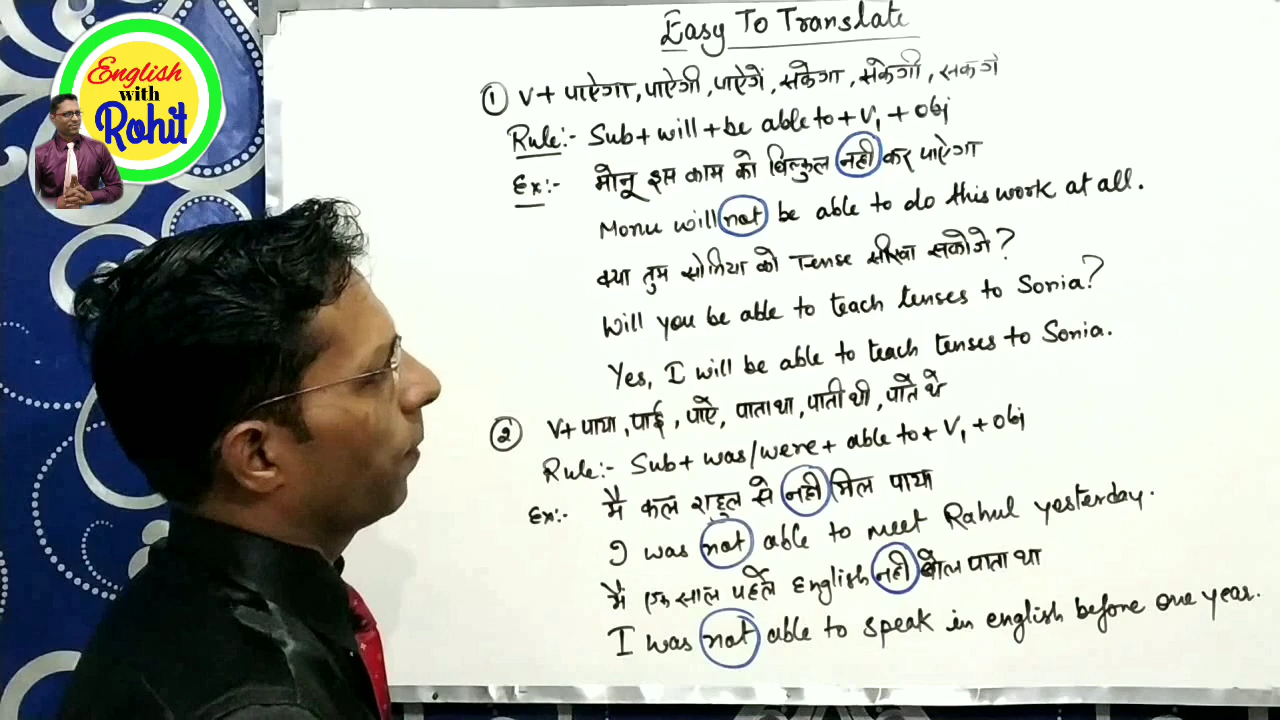 English
with
Rohit
Easy To Translate
① V+ पाऐगा, पाऐगी, पाऐगें, सकेगा, सकेगी, सकेगें
Rule:- Sub + will + be able to + V₁ + obj
Ex:- मोनू इस काम को बिल्कुल नही कर पाऐगा
Monu will not be able to do this work at all.
क्या तुम सोनिया को Tense सीखा सकोगे?
Will you be able to teach tenses to Sonia?
Yes, I will be able to teach tenses to Sonia.
② V+ पाया, पाई, पाऐ, पाता था, पाती थी, पाते थे
Rule:- Sub + was/were + able to + V₁ + obj
Ex:- मैं कल राहुल से नही मिल पाया
I was not able to meet Rahul yesterday.
मैं एक साल पहले English नही बोल पाता था
I was not able to speak in english before one year.